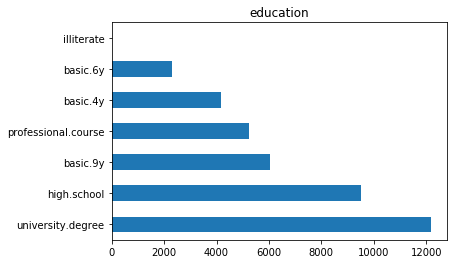 education
illiterate
basic.6y
basic.4y
professional.course
basic.9y
high.school
university.degree
0 2000 4000 6000 8000 10000 12000